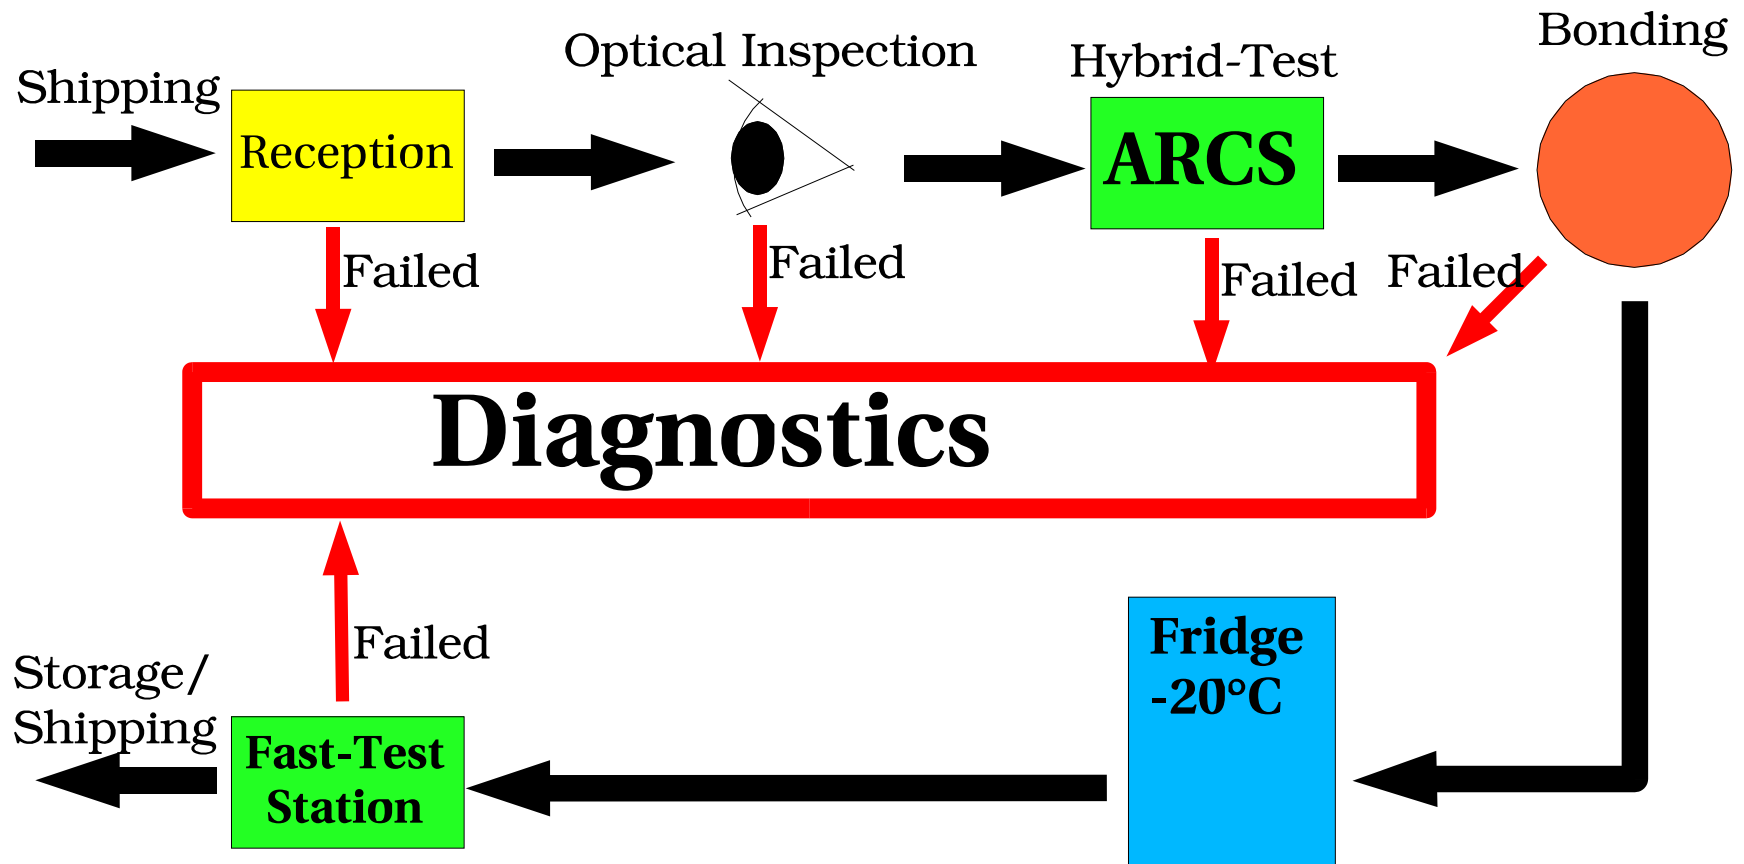 Shipping
Reception
Optical Inspection
Hybrid-Test
ARCS
Bonding
Failed
Failed
Failed
Failed
Diagnostics
Failed
Fridge
-20°C
Storage/
Shipping
Fast-Test
Station